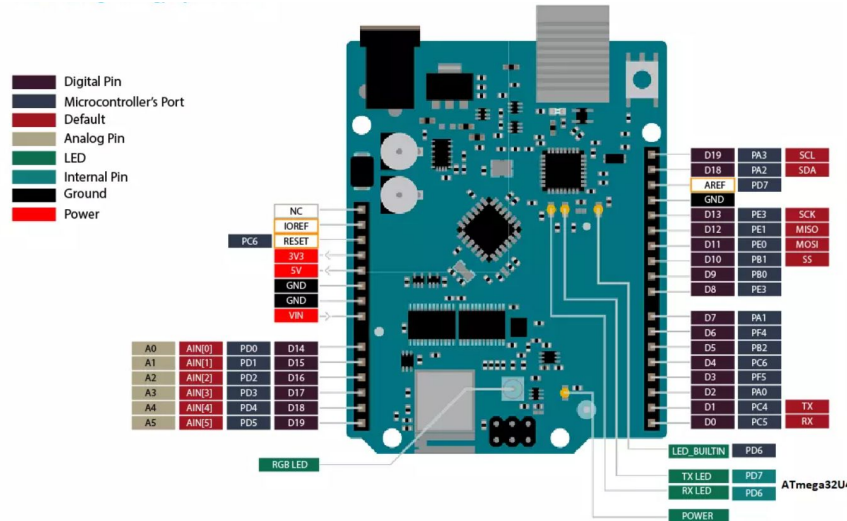 Digital Pin
Microcontroller's Port
Default
Analog Pin
LED
Internal Pin
Ground
Power
NC
IOREF
PC6 RESET
3V3
5V
GND
GND
VIN
A0 AIN[0] PD0 D14
A1 AIN[1] PD1 D15
A2 AIN[2] PD2 D16
A3 AIN[3] PD3 D17
A4 AIN[4] PD4 D18
A5 AIN[5] PD5 D19
RGB LED
D19 PA3 SCL
D18 PA2 SDA
AREF PD7
GND
D13 PE3 SCK
D12 PE1 MISO
D11 PE0 MOSI
D10 PB1 SS
D9 PB0
D8 PE3
D7 PA1
D6 PF4
D5 PB2
D4 PC6
D3 PF5
D2 PA0
D1 PC4 TX
D0 PC5 RX
LED_BUILTIN PD6
TX LED PD7
RX LED PD6
ATmega32U4
POWER